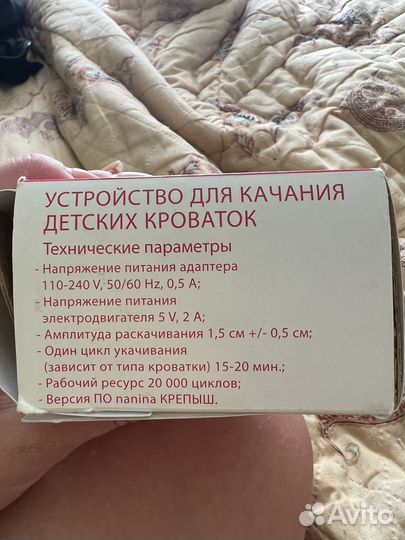 УСТРОЙСТВО ДЛЯ КАЧАНИЯ
ДЕТСКИХ КРОВАТОК
Технические параметры
- Напряжение питания адаптера
110-240 V, 50/60 Hz, 0,5 A;
- Напряжение питания
электродвигателя 5 V, 2 A;
- Амплитуда раскачивания 1,5 см +/- 0,5 см;
- Один цикл укачивания
(зависит от типа кроватки) 15-20 мин.;
- Рабочий ресурс 20 000 циклов;
- Версия ПО nanina КРЕПЫШ.
Avito